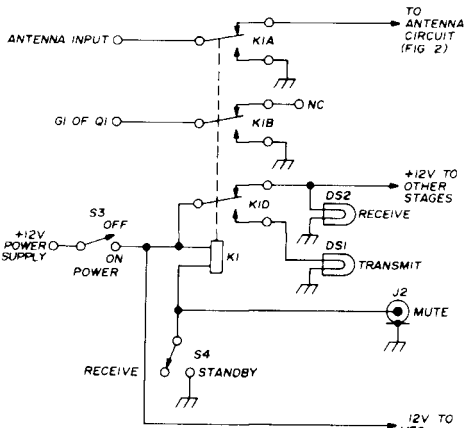 TO
ANTENNA
CIRCUIT
(FIG 2)
ANTENNA INPUT
K1A
NC
G1 OF Q1
K1B
+12V TO
OTHER
STAGES
K1D
DS2
RECEIVE
S3
OFF
+12V
POWER
SUPPLY
ON
POWER
K1
DS1
TRANSMIT
J2
MUTE
S4
RECEIVE
STANDBY
12V TO